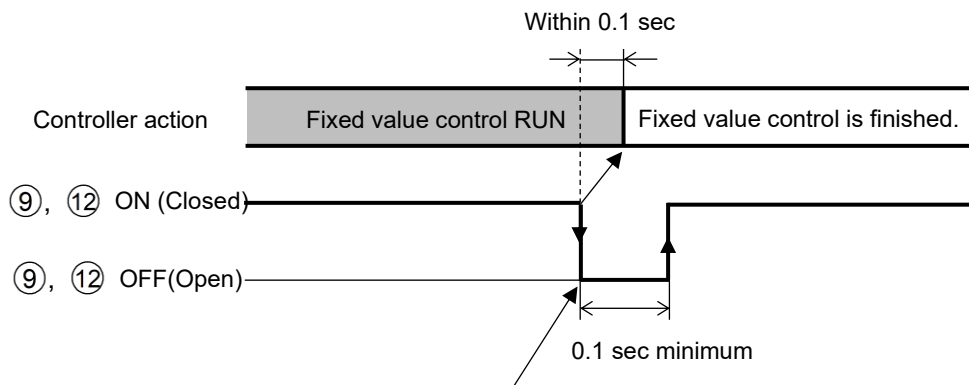 Within 0.1 sec
Controller action
Fixed value control RUN
Fixed value control is finished.
⑨, ⑫ ON (Closed)
⑨, ⑫ OFF(Open)
0.1 sec minimum